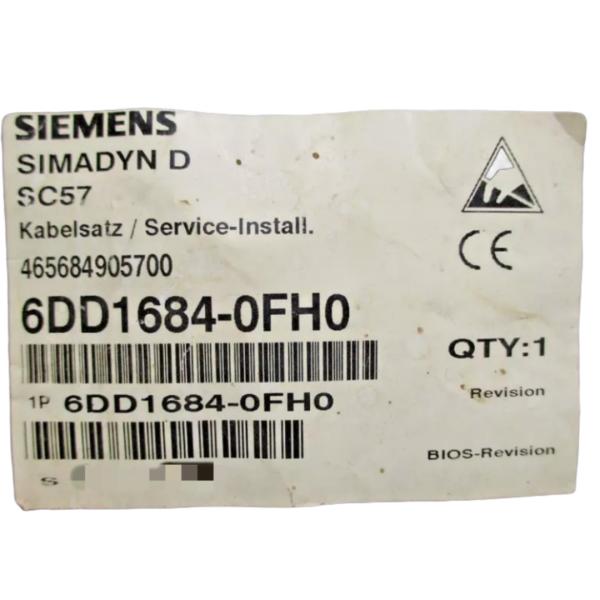 SIEMENS
SIMADYN D
SC57
Kabelsatz / Service-Install.
465684905700
6DD1684-0FH0
QTY:1
1P 6DD1684-0FH0
Revision
BIOS-Revision
S